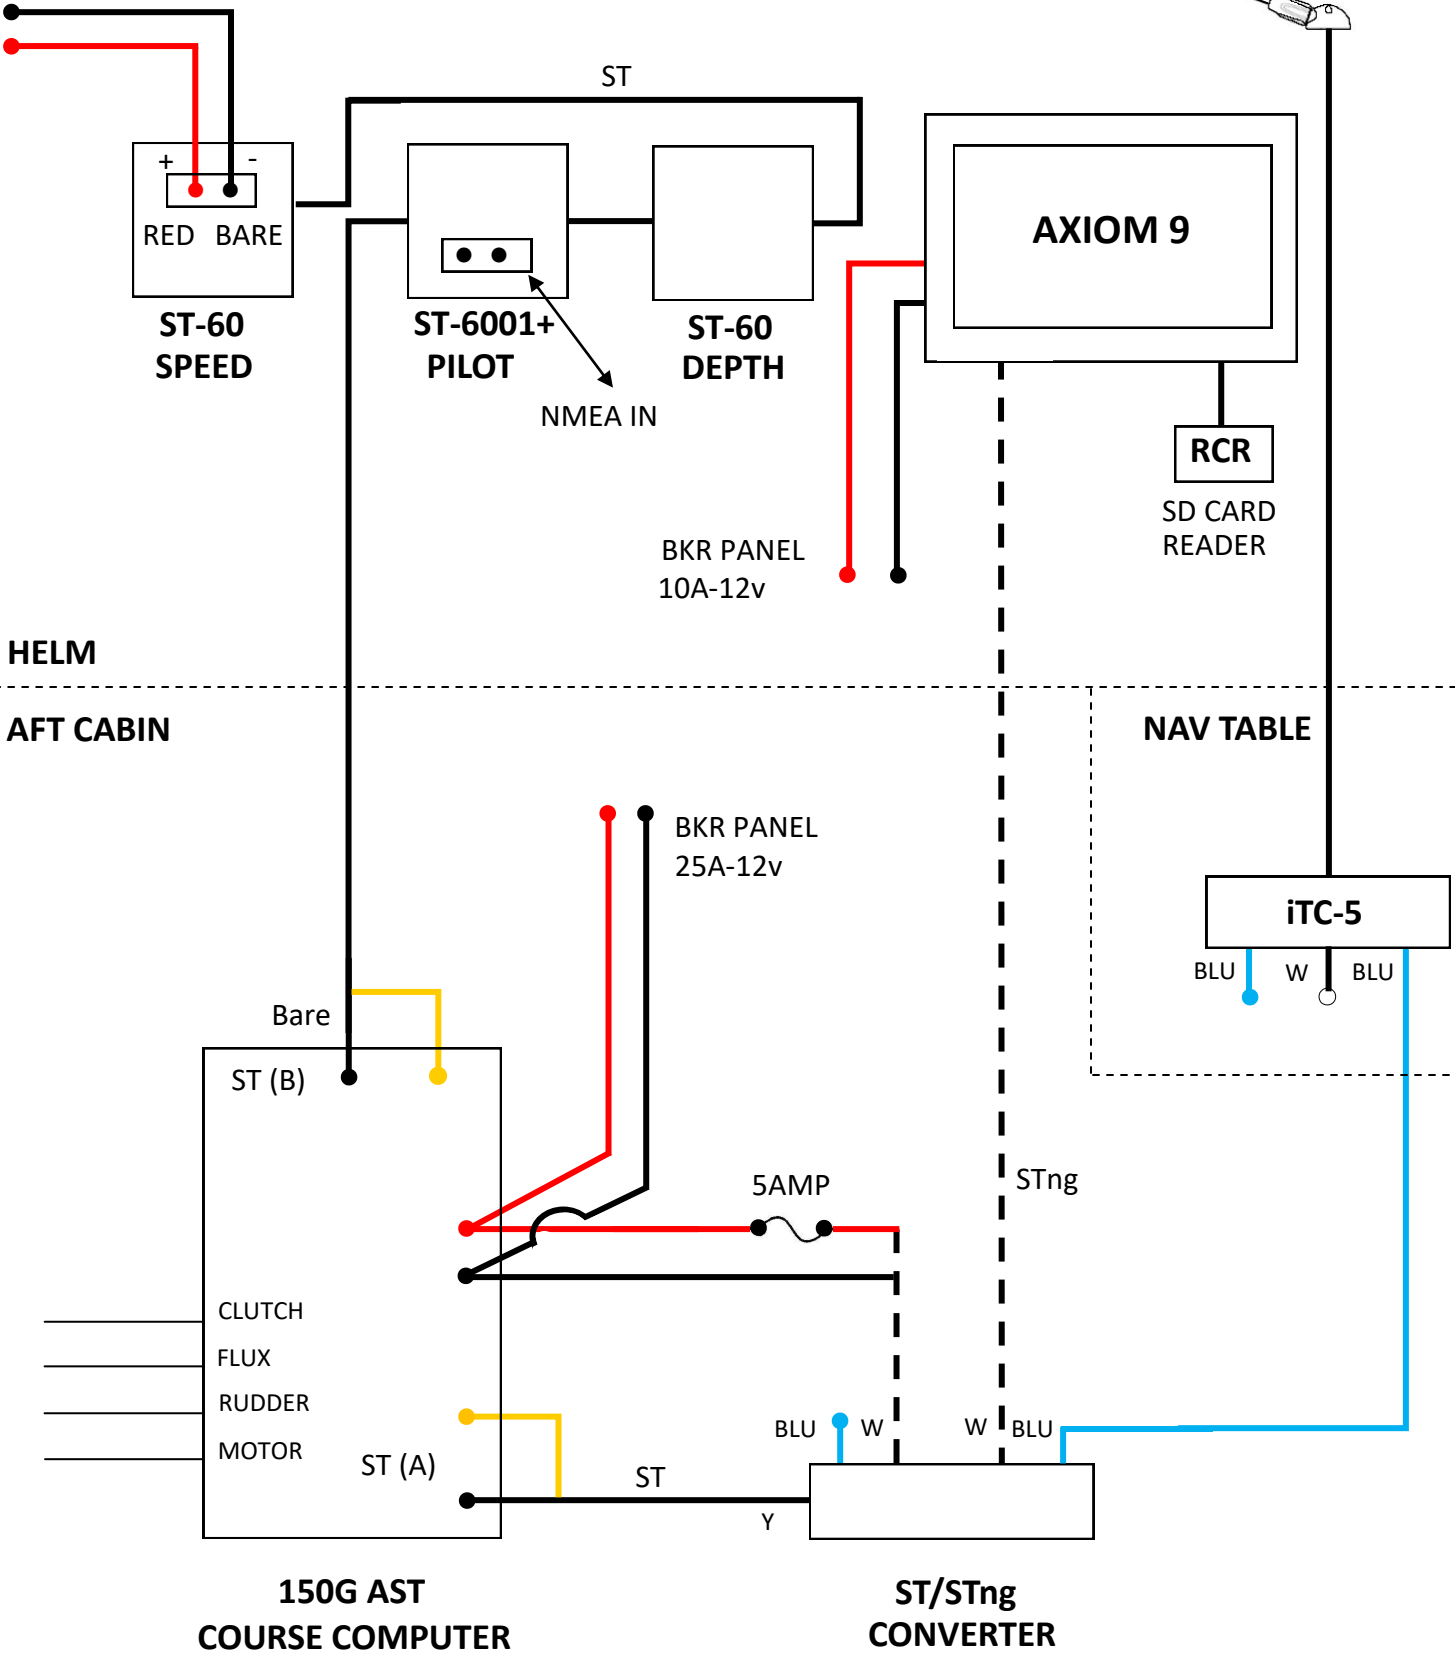 ST
+ -
RED BARE
ST-60
SPEED
ST-6001+
PILOT
NMEA IN
ST-60
DEPTH
AXIOM 9
RCR
SD CARD
READER
BKR PANEL
10A-12v
HELM
AFT CABIN
NAV TABLE
BKR PANEL
25A-12v
iTC-5
BLU W BLU
Bare
ST (B)
5AMP
STng
CLUTCH
FLUX
RUDDER
MOTOR
ST (A)
ST
Y
BLU W W BLU
150G AST
COURSE COMPUTER
ST/STng
CONVERTER